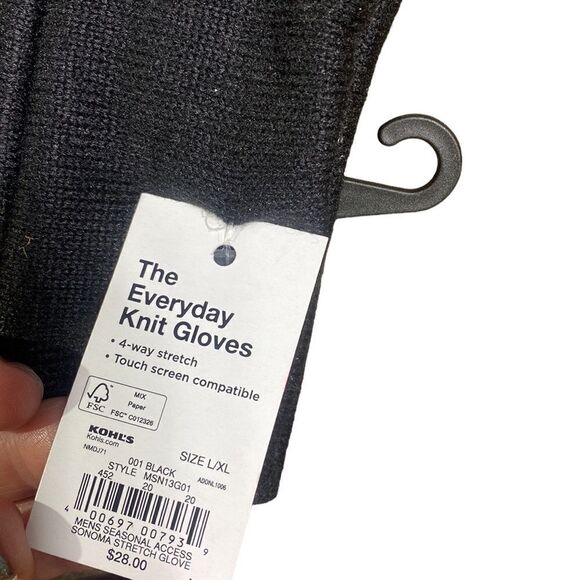 The
Everyday
Knit Gloves
• 4-way stretch
• Touch screen compatible
FSC
MIX
Paper
FSC™ C012326
KOHL'S
Kohls.com
NMDJ71
SIZE L/XL
001 BLACK
ADONL1006
STYLE MSN13G01
452 20 20
4 00697 00793 9
MENS SEASONAL ACCESS
SONOMA STRETCH GLOVE
$28.00